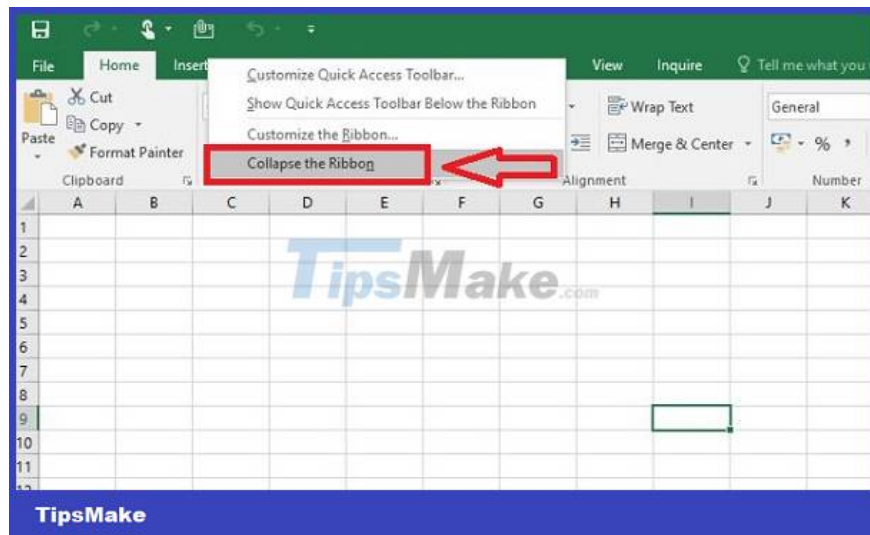 File Home Insert View Inquire Tell me what you
Customize Quick Access Toolbar...
Show Quick Access Toolbar Below the Ribbon
Customize the Ribbon...
Collapse the Ribbon
Paste
Cut
Copy
Format Painter
Clipboard
Wrap Text
Merge & Center
Alignment
General
%
Number
A B C D E F G H I J K
1
2
3
4
5
6
7
8
9
10
11
TipsMake.com
TipsMake